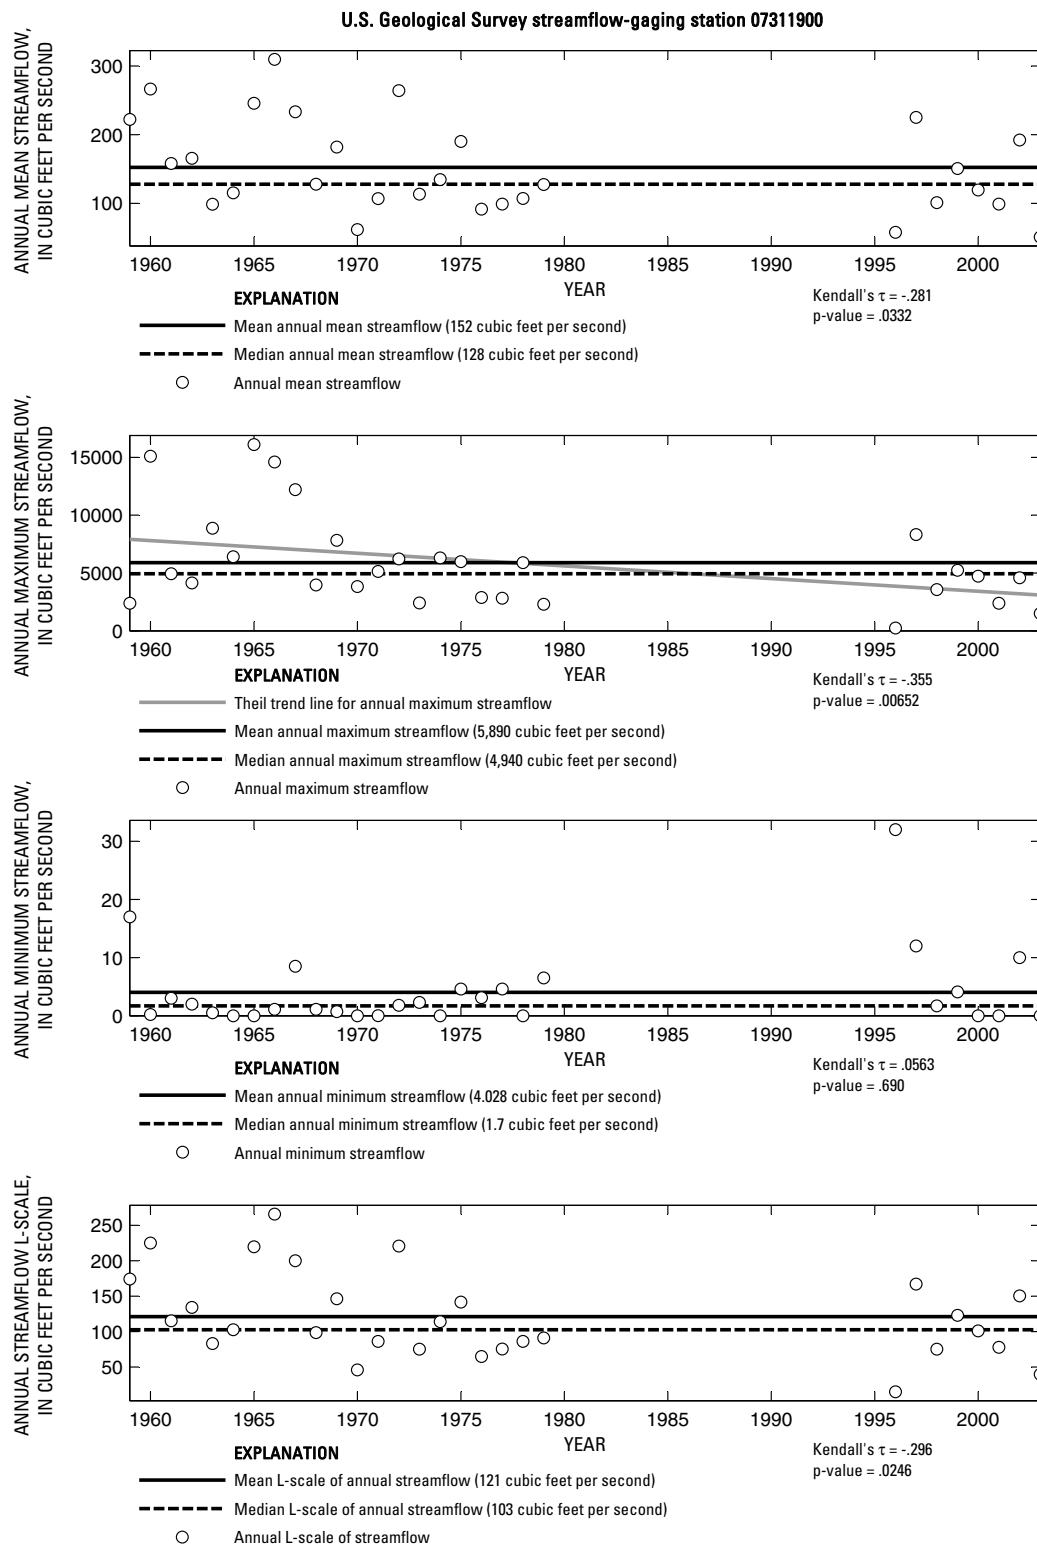 U.S. Geological Survey streamflow-gaging station 07311900
ANNUAL MEAN STREAMFLOW,
IN CUBIC FEET PER SECOND
300
200
100
1960 1965 1970 1975 1980 1985 1990 1995 2000
YEAR
EXPLANATION
Mean annual mean streamflow (152 cubic feet per second)
Median annual mean streamflow (128 cubic feet per second)
Annual mean streamflow
Kendall's τ = -.281
p-value = .0332
ANNUAL MAXIMUM STREAMFLOW,
IN CUBIC FEET PER SECOND
15000
10000
5000
0
1960 1965 1970 1975 1980 1985 1990 1995 2000
YEAR
EXPLANATION
Theil trend line for annual maximum streamflow
Mean annual maximum streamflow (5,890 cubic feet per second)
Median annual maximum streamflow (4,940 cubic feet per second)
Annual maximum streamflow
Kendall's τ = -.355
p-value = .00652
ANNUAL MINIMUM STREAMFLOW,
IN CUBIC FEET PER SECOND
30
20
10
0
1960 1965 1970 1975 1980 1985 1990 1995 2000
YEAR
EXPLANATION
Mean annual minimum streamflow (4.028 cubic feet per second)
Median annual minimum streamflow (1.7 cubic feet per second)
Annual minimum streamflow
Kendall's τ = .0563
p-value = .690
ANNUAL STREAMFLOW L-SCALE,
IN CUBIC FEET PER SECOND
250
200
150
100
50
1960 1965 1970 1975 1980 1985 1990 1995 2000
YEAR
EXPLANATION
Mean L-scale of annual streamflow (121 cubic feet per second)
Median L-scale of annual streamflow (103 cubic feet per second)
Annual L-scale of streamflow
Kendall's τ = -.296
p-value = .0246